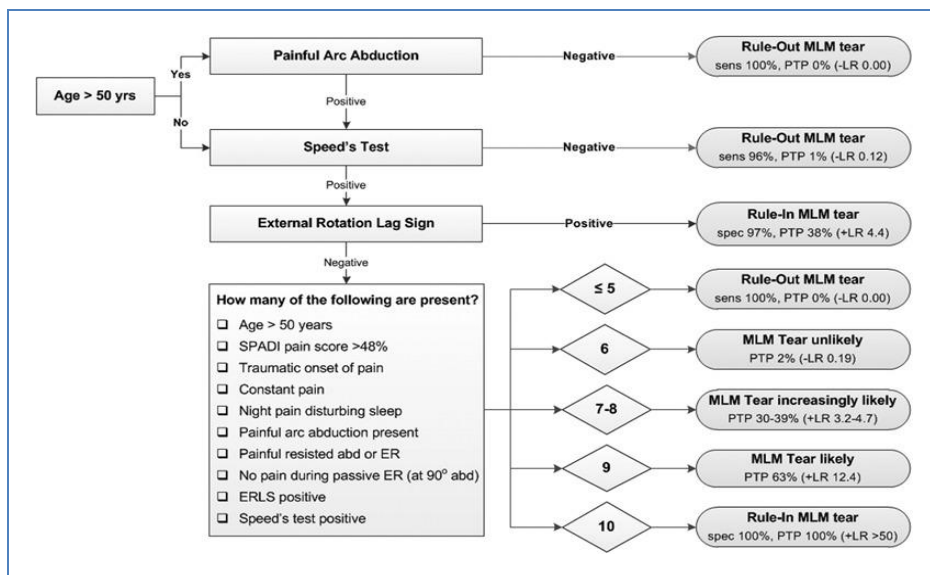 Painful Arc Abduction
Negative
Rule-Out MLM tear
sens 100%, PTP 0% (-LR 0.00)
Yes
Age > 50 yrs
No
Positive
Speed's Test
Negative
Rule-Out MLM tear
sens 96%, PTP 1% (-LR 0.12)
Positive
External Rotation Lag Sign
Positive
Rule-In MLM tear
spec 97%, PTP 38% (+LR 4.4)
Negative
How many of the following are present?
❑ Age > 50 years
❑ SPADI pain score >48%
❑ Traumatic onset of pain
❑ Constant pain
❑ Night pain disturbing sleep
❑ Painful arc abduction present
❑ Painful resisted abd or ER
❑ No pain during passive ER (at 90° abd)
❑ ERLS positive
❑ Speed's test positive
≤ 5
Rule-Out MLM tear
sens 100%, PTP 0% (-LR 0.00)
6
MLM Tear unlikely
PTP 2% (-LR 0.19)
7-8
MLM Tear increasingly likely
PTP 30-39% (+LR 3.2-4.7)
9
MLM Tear likely
PTP 63% (+LR 12.4)
10
Rule-In MLM tear
spec 100%, PTP 100% (+LR >50)